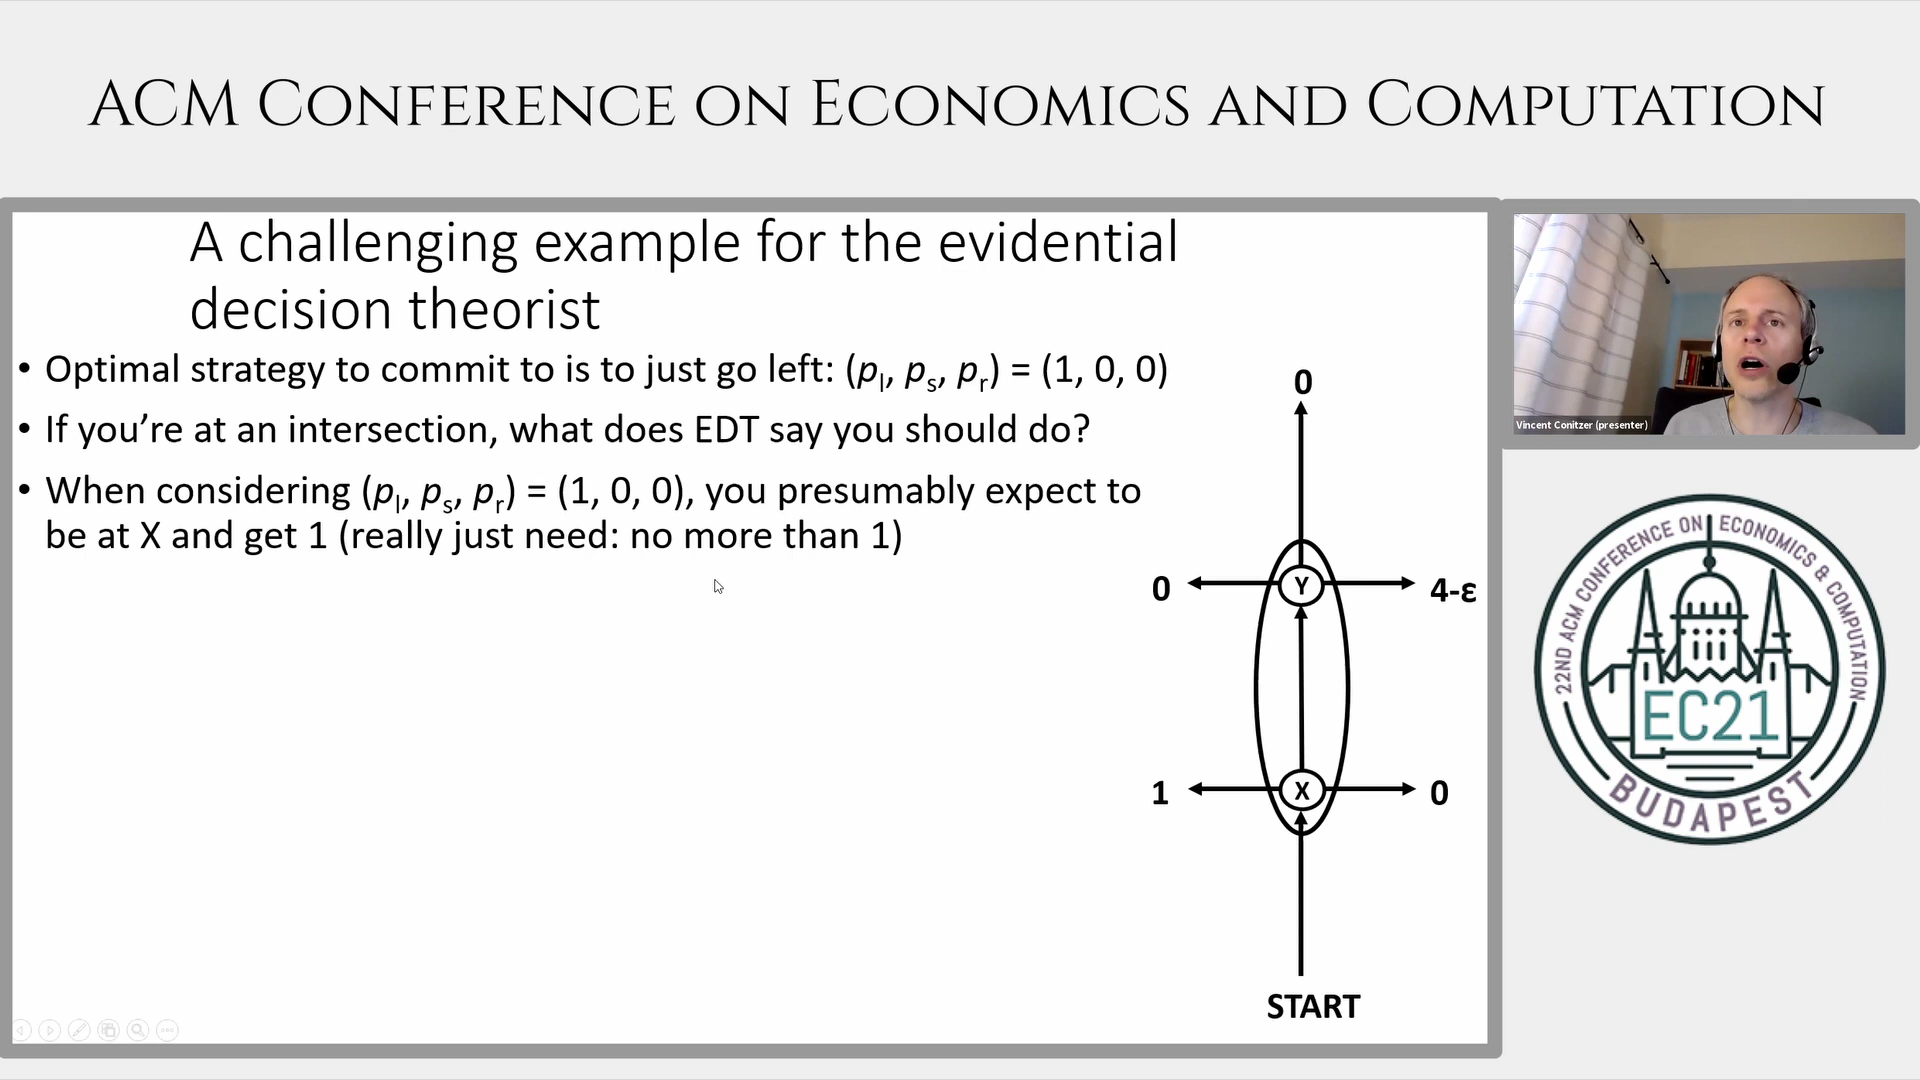 ACM CONFERENCE ON ECONOMICS AND COMPUTATION
A challenging example for the evidential
decision theorist
• Optimal strategy to commit to is to just go left: (pl, ps, pr) = (1, 0, 0)
• If you’re at an intersection, what does EDT say you should do?
• When considering (pl, ps, pr) = (1, 0, 0), you presumably expect to
be at X and get 1 (really just need: no more than 1)
0
0
Y
4-ε
1
X
0
START
Vincent Conitzer (presenter)
22ND ACM CONFERENCE ON ECONOMICS & COMPUTATION
EC21
BUDAPEST